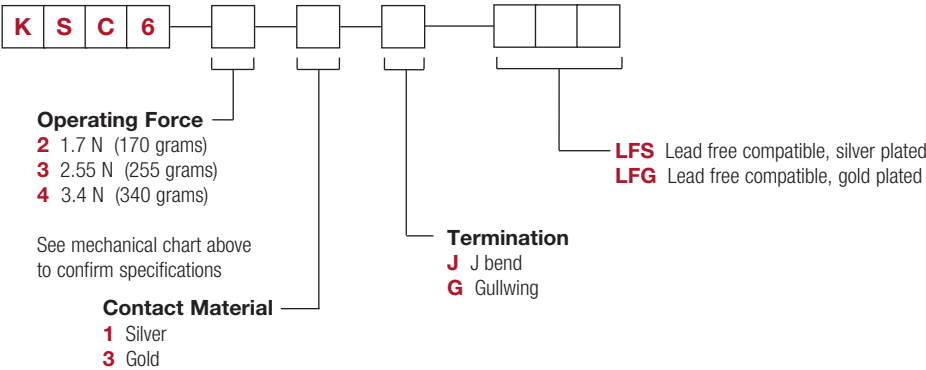 K S C 6
Operating Force
2 1.7 N (170 grams)
3 2.55 N (255 grams)
4 3.4 N (340 grams)
See mechanical chart above
to confirm specifications
Contact Material
1 Silver
3 Gold
Termination
J J bend
G Gullwing
LFS Lead free compatible, silver plated
LFG Lead free compatible, gold plated